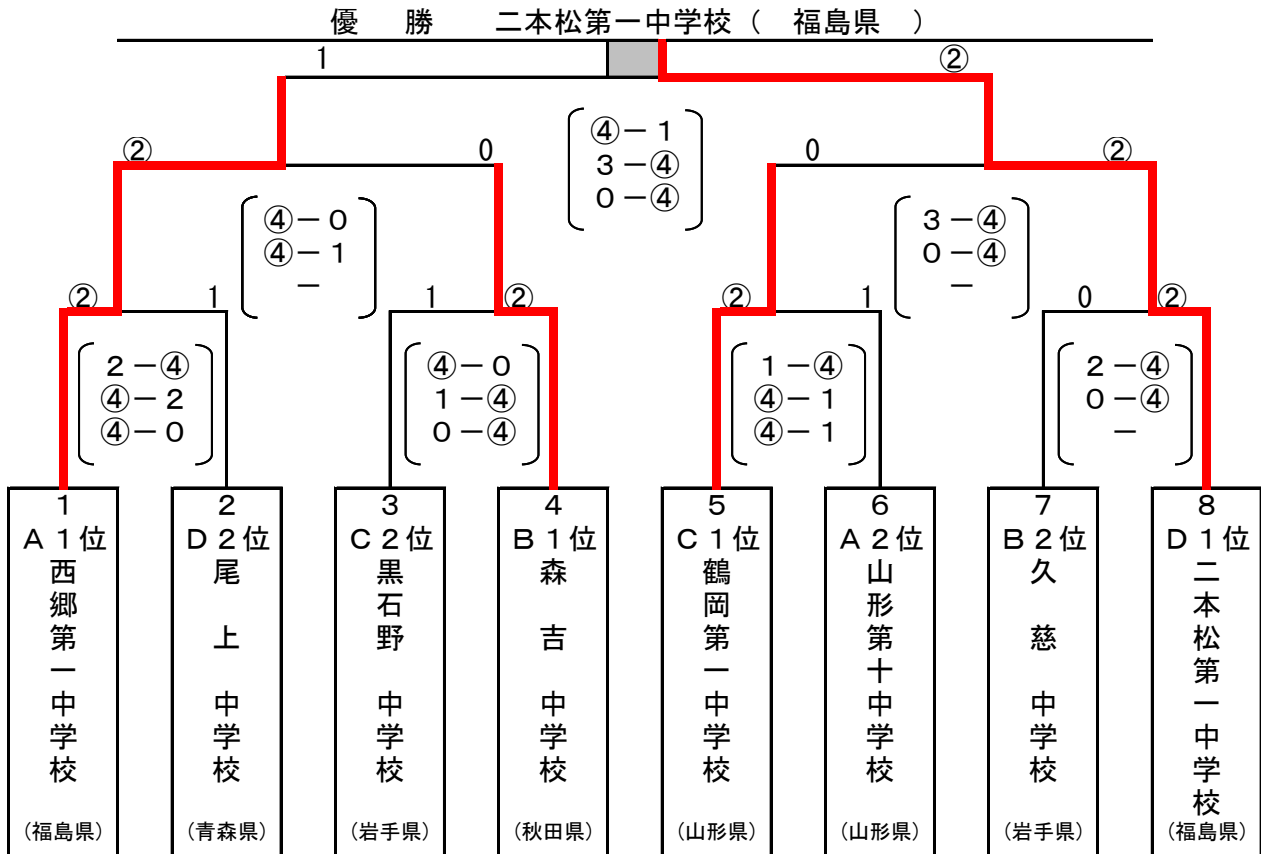 優　勝　　二本松第一中学校（　福島県　）
1　②
④－1
3－④
0－④
②　0　0　②
④－0
④－1
－
3－④
0－④
－
②　1　1　②　②　1　0　②
2－④
④－2
④－0
④－0
1－④
0－④
1－④
④－1
④－1
2－④
0－④
－
1
A1位
西郷第一中学校
（福島県）
2
D2位
尾上中学校
（青森県）
3
C2位
黒石野中学校
（岩手県）
4
B1位
森吉中学校
（秋田県）
5
C1位
鶴岡第一中学校
（山形県）
6
A2位
山形第十中学校
（山形県）
7
B2位
久慈中学校
（岩手県）
8
D1位
二本松第一中学校
（福島県）